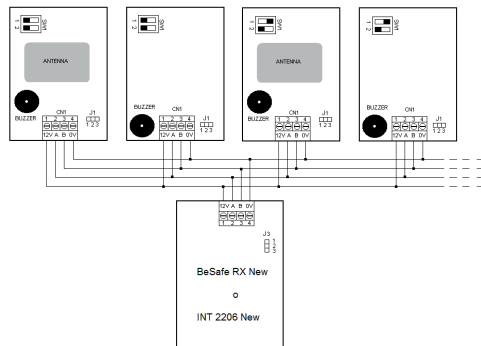 1 2 SW1
1 2 SW1
1 2 SW1
1 2 SW1
ANTENNA
ANTENNA
BUZZER
CN1
1 2 3 4
12V A B 0V
J1
1 2 3
BUZZER
CN1
1 2 3 4
12V A B 0V
J1
1 2 3
BUZZER
CN1
1 2 3 4
12V A B 0V
J1
1 2 3
BUZZER
CN1
1 2 3 4
12V A B 0V
J1
1 2 3
12V A B 0V
1 2 3 4
J3
1
2
3
BeSafe RX New
INT 2206 New